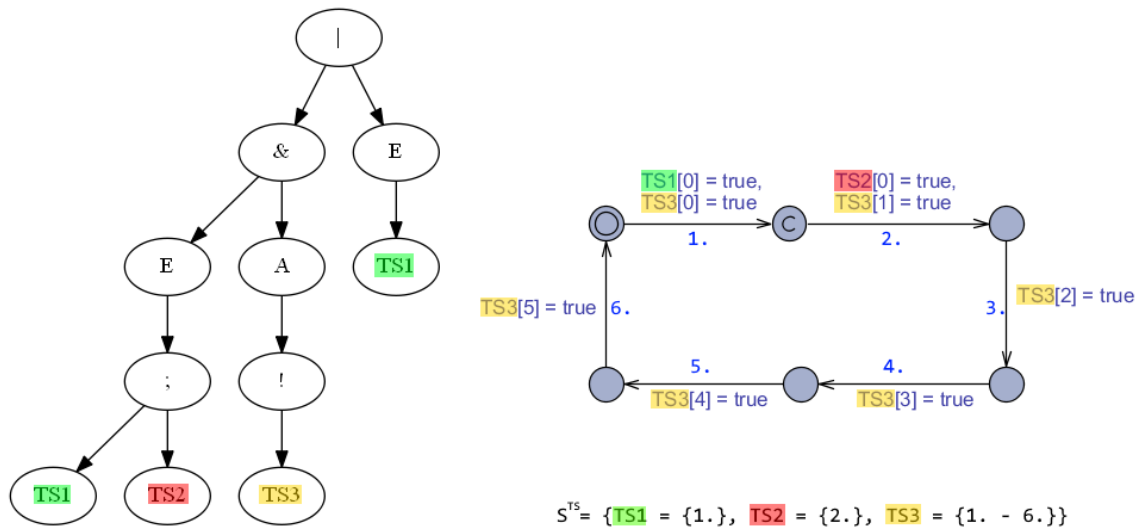 |
&
E
E
A
TS1
;
!
TS1
TS2
TS3
TS1[0] = true,
TS3[0] = true
TS2[0] = true,
TS3[1] = true
1.
2.
TS3[5] = true
6.
3.
TS3[2] = true
5.
4.
TS3[4] = true
TS3[3] = true
C
Sᵀˢ= {TS1 = {1.}, TS2 = {2.}, TS3 = {1. - 6.}}